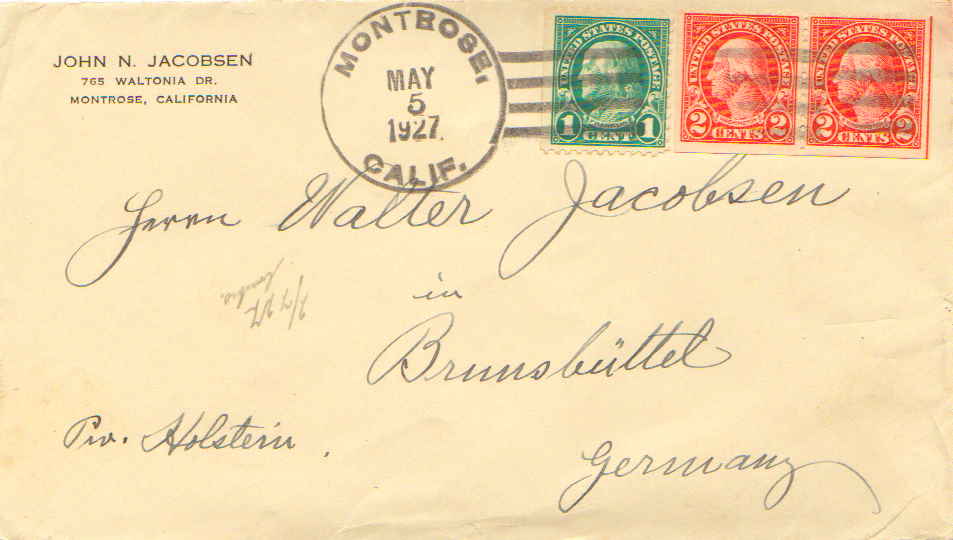 JOHN N. JACOBSEN
765 WALTONIA DR.
MONTROSE, CALIFORNIA
MONTROSE,
MAY
5
1927.
CALIF.
UNITED STATES POSTAGE
1 CENT 1
UNITED STATES POSTAGE
2 CENTS 2
UNITED STATES POSTAGE
2 CENTS 2
Herrn Walter Jacobsen
in
Brunsbüttel
Prv. Holstein.
Germany